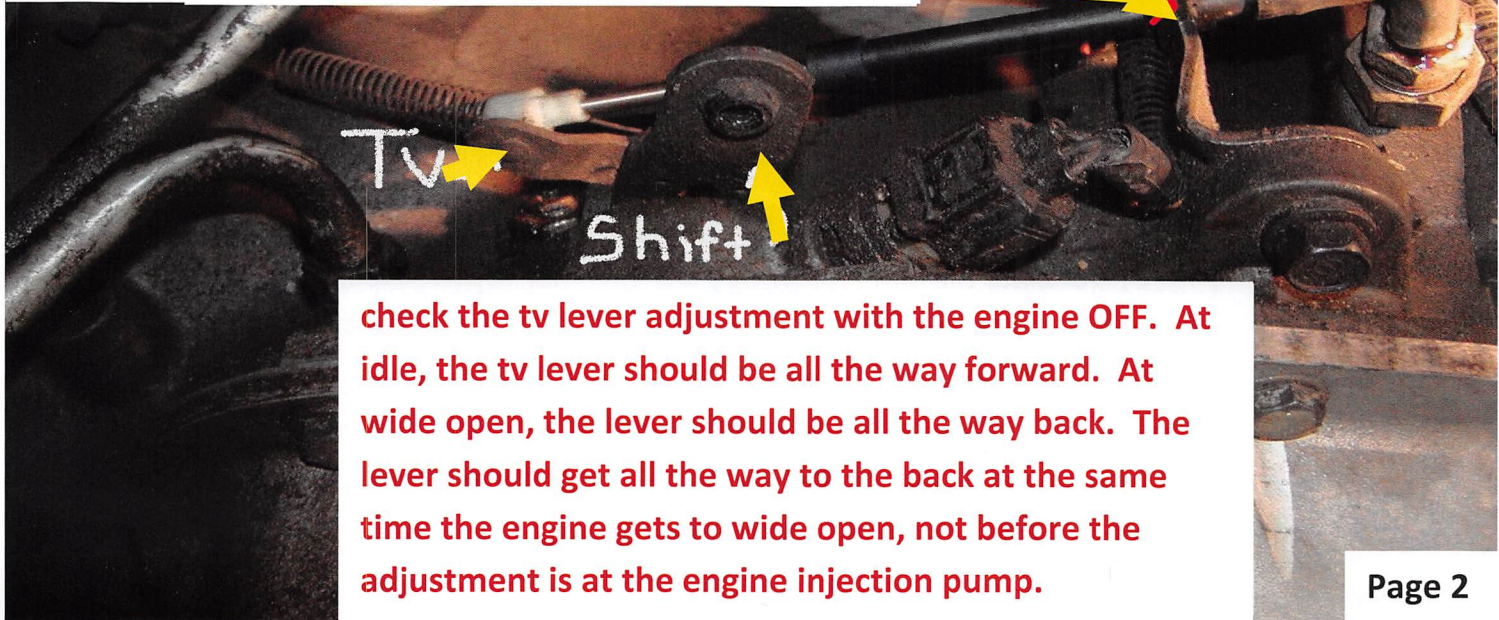 Tv
Shift
check the tv lever adjustment with the engine OFF.  At
idle, the tv lever should be all the way forward.  At
wide open, the lever should be all the way back.  The
lever should get all the way to the back at the same
time the engine gets to wide open, not before the
adjustment is at the engine injection pump.
Page 2